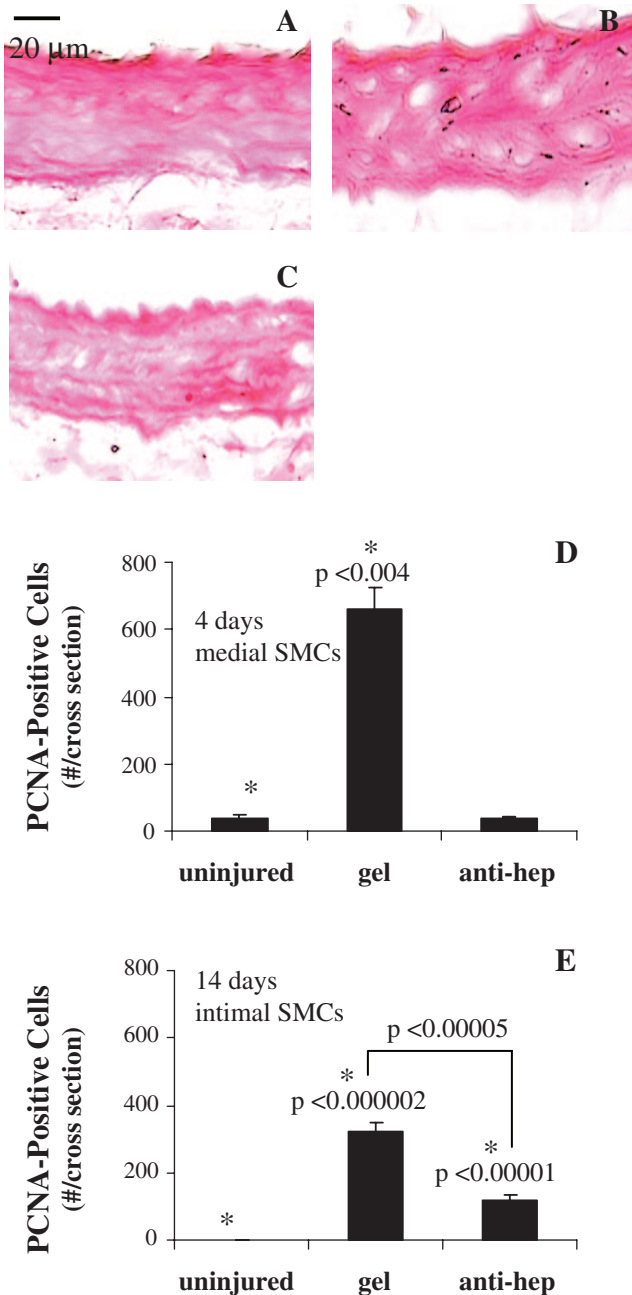 A
20 μm
B
C
D
PCNA-Positive Cells
(#/cross section)
800
600
400
200
0
4 days
medial SMCs
*
*
p <0.004
uninjured
gel
anti-hep
E
PCNA-Positive Cells
(#/cross section)
800
600
400
200
0
14 days
intimal SMCs
p <0.00005
*
*
p <0.000002
*
p <0.00001
uninjured
gel
anti-hep